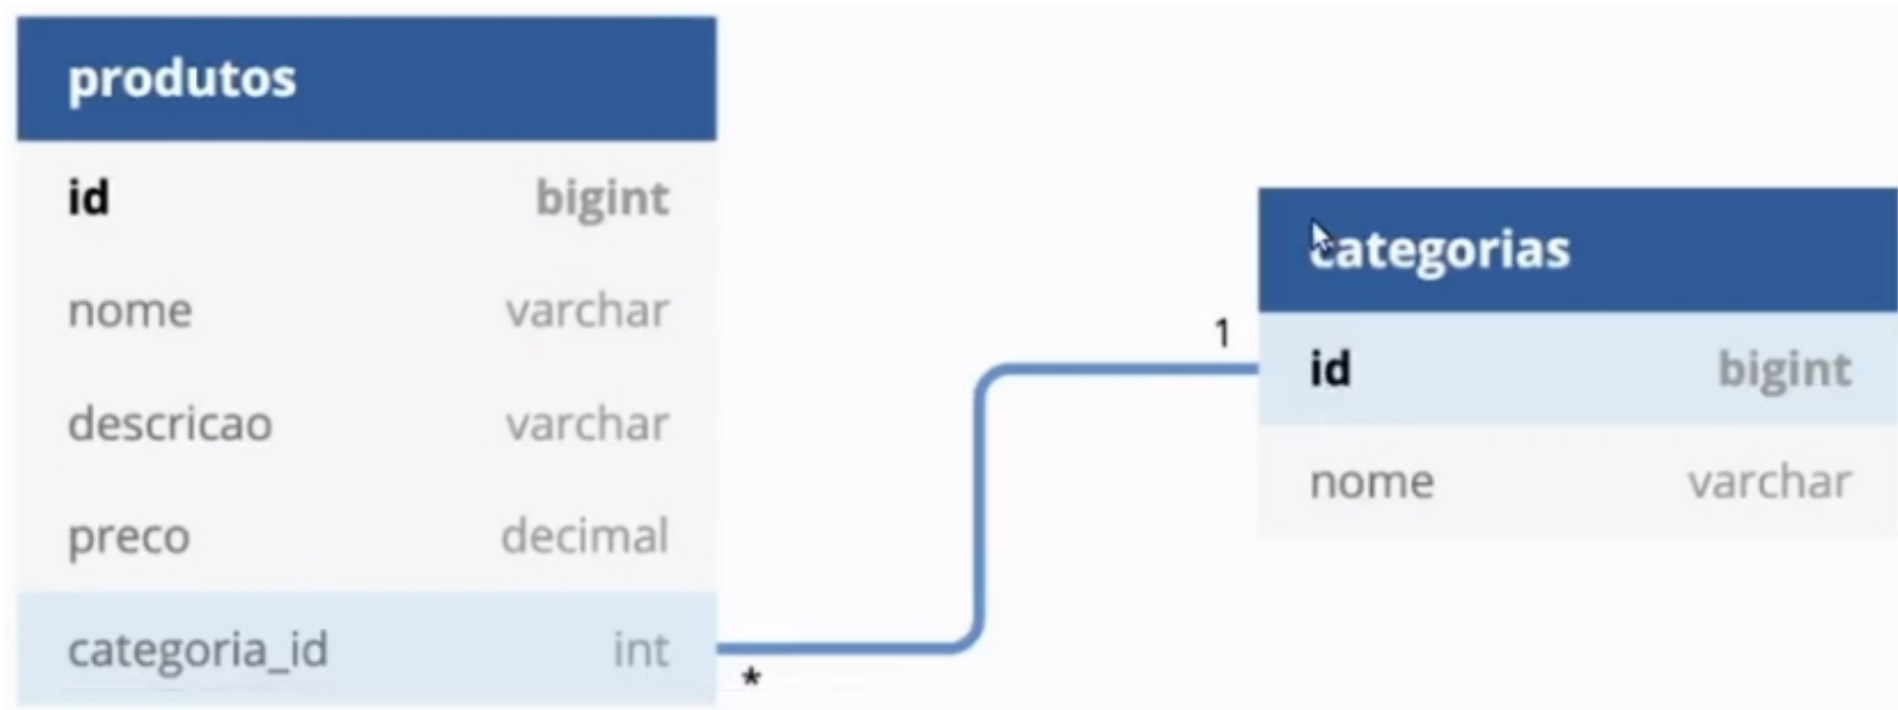 produtos
id bigint
nome varchar
descricao varchar
preco decimal
categoria_id int
*
1
categorias
id bigint
nome varchar